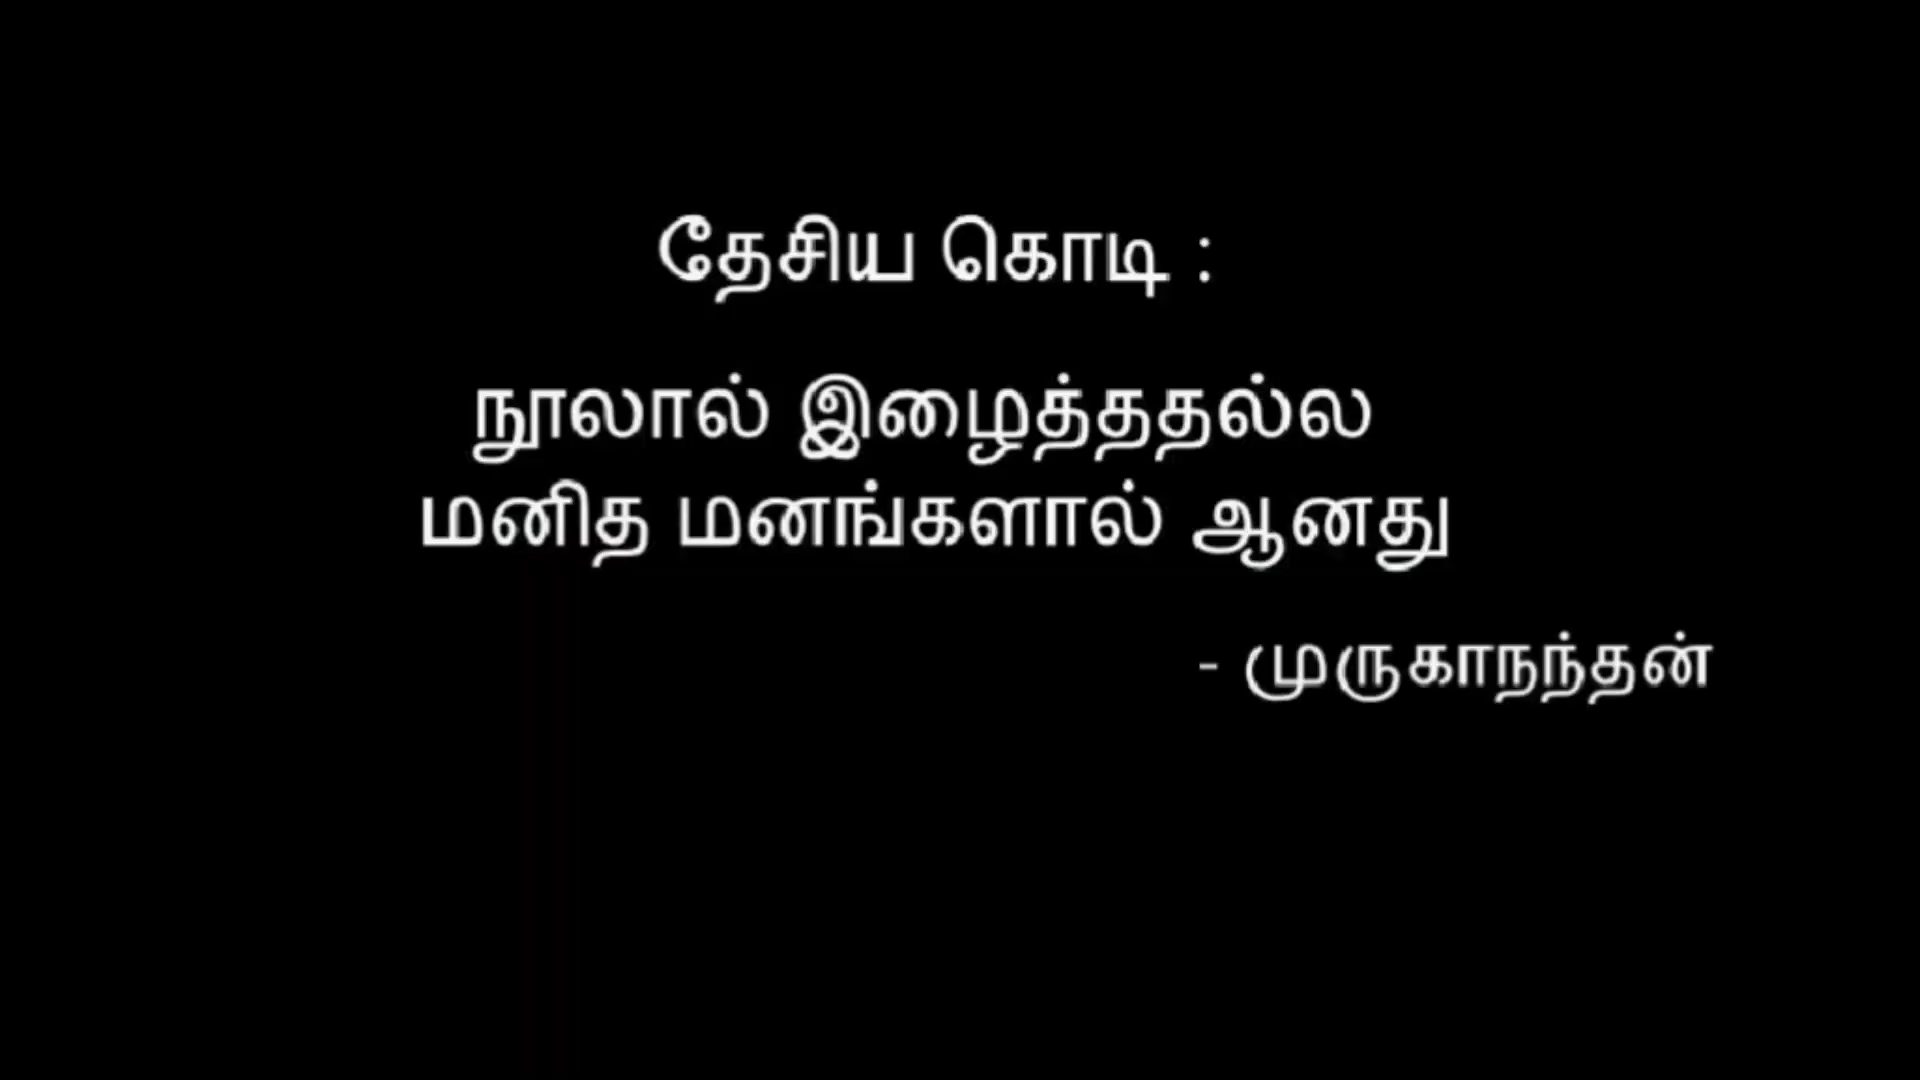 தேசிய கொடி :
நூலால் இழைத்ததல்ல
மனித மனங்களால் ஆனது
- முருகாநந்தன்